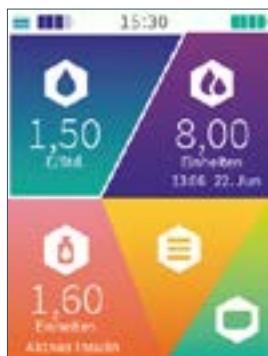 15:30
1,50
E/Std.
8,00
Einheiten
13:06 22. Jun
1,60
Einheiten
Aktives Insulin